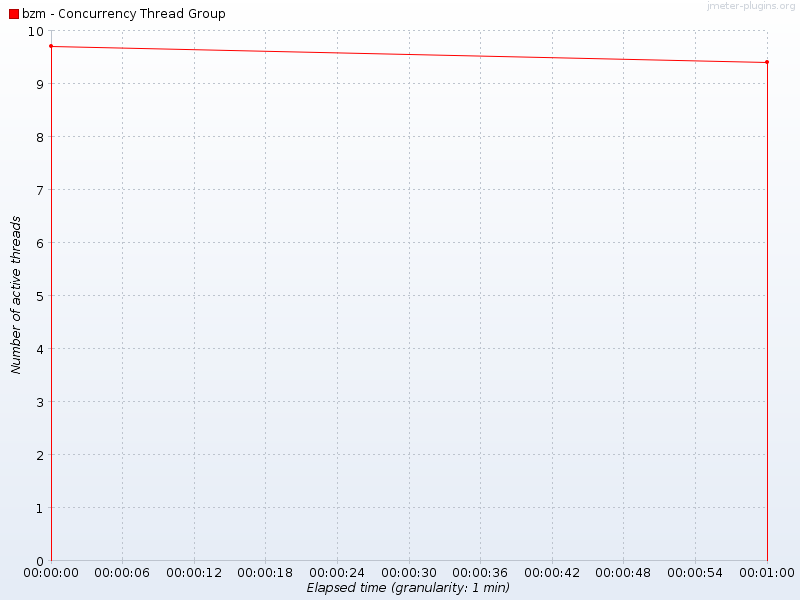 jmeter-plugins.org
bzm - Concurrency Thread Group
10
9
8
7
6
5
4
3
2
1
0
Number of active threads
00:00:00 00:00:06 00:00:12 00:00:18 00:00:24 00:00:30 00:00:36 00:00:42 00:00:48 00:00:54 00:01:00
Elapsed time (granularity: 1 min)